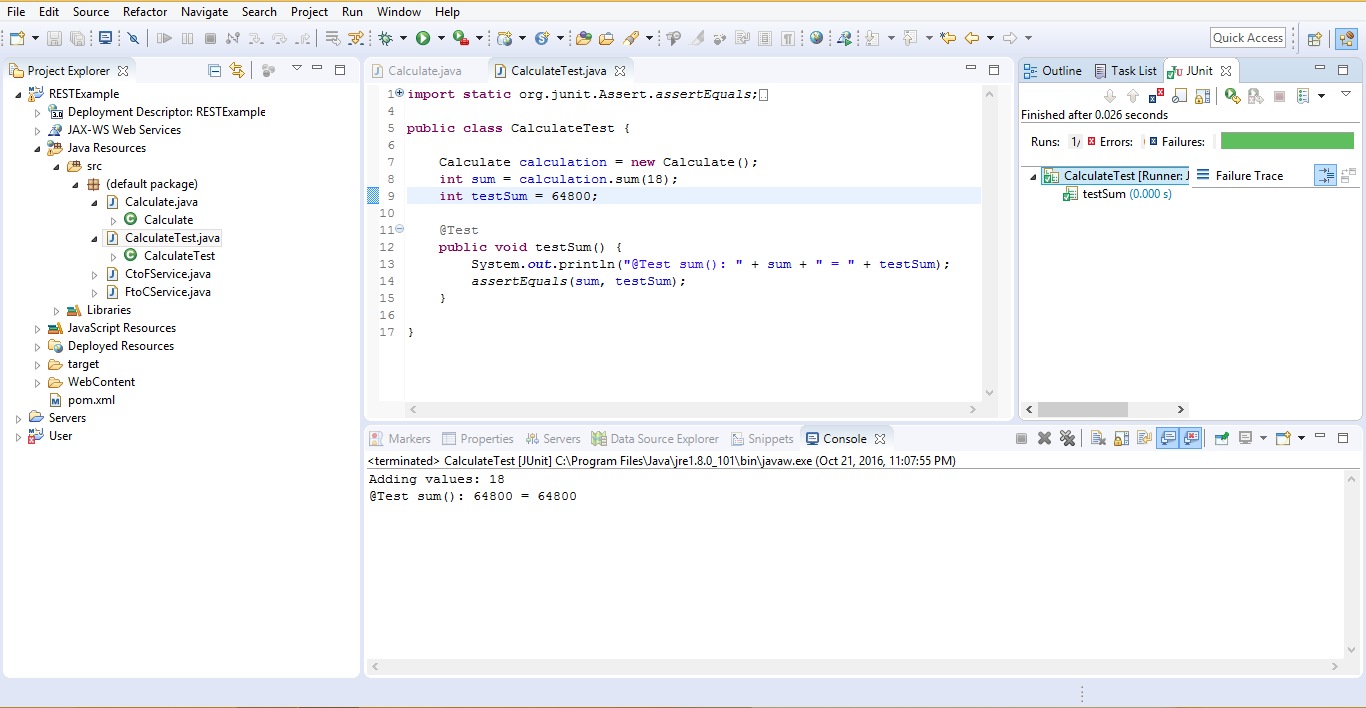 File Edit Source Refactor Navigate Search Project Run Window Help
Quick Access
Project Explorer
RESTExample
Deployment Descriptor: RESTExample
JAX-WS Web Services
Java Resources
src
(default package)
Calculate.java
Calculate
CalculateTest.java
CalculateTest
CtoFService.java
FtoCService.java
Libraries
JavaScript Resources
Deployed Resources
target
WebContent
pom.xml
Servers
User
Calculate.java CalculateTest.java
1 import static org.junit.Assert.assertEquals;
4
5 public class CalculateTest {
6
7 Calculate calculation = new Calculate();
8 int sum = calculation.sum(18);
9 int testSum = 64800;
10
11 @Test
12 public void testSum() {
13 System.out.println("@Test sum(): " + sum + " = " + testSum);
14 assertEquals(sum, testSum);
15 }
16
17 }
Outline Task List JUnit
Finished after 0.026 seconds
Runs: 1/ Errors: Failures:
CalculateTest [Runner: J Failure Trace
testSum (0.000 s)
Markers Properties Servers Data Source Explorer Snippets Console
<terminated> CalculateTest [JUnit] C:\Program Files\Java\jre1.8.0_101\bin\javaw.exe (Oct 21, 2016, 11:07:55 PM)
Adding values: 18
@Test sum(): 64800 = 64800